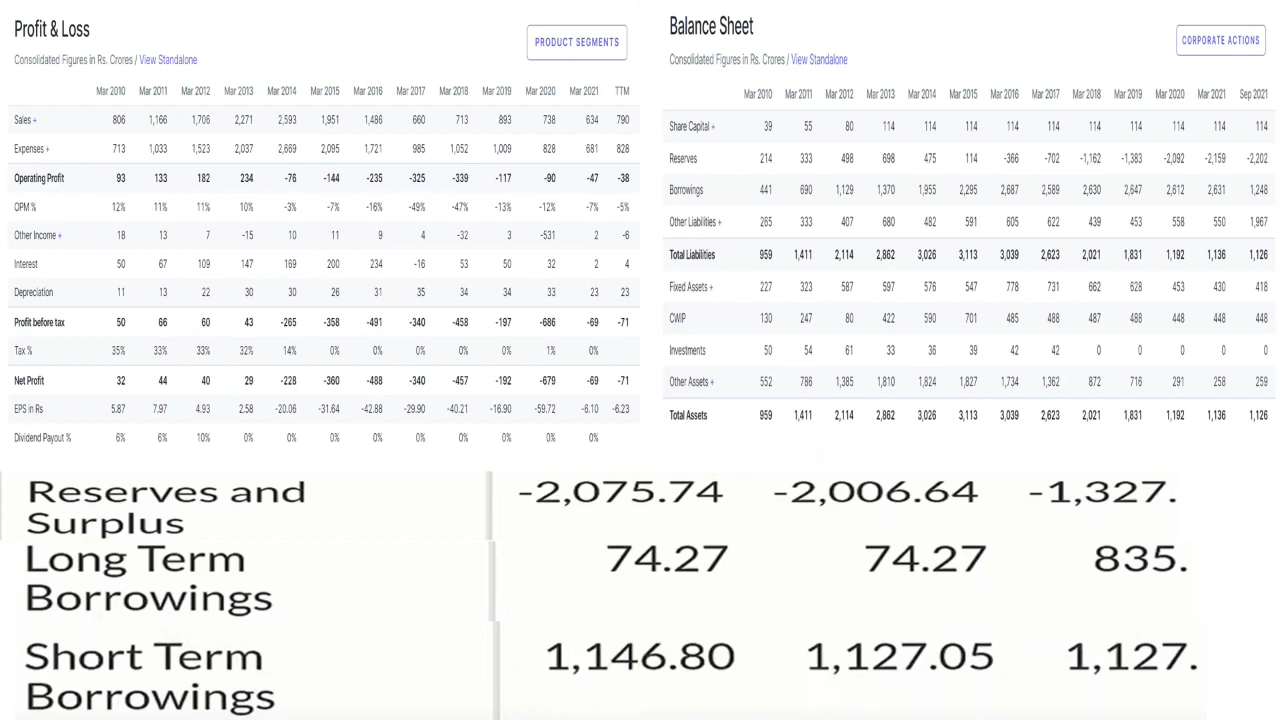 Profit & Loss
PRODUCT SEGMENTS
Consolidated Figures in Rs. Crores / View Standalone
Mar 2010 Mar 2011 Mar 2012 Mar 2013 Mar 2014 Mar 2015 Mar 2016 Mar 2017 Mar 2018 Mar 2019 Mar 2020 Mar 2021 TTM
Sales + 806 1,166 1,706 2,271 2,593 1,951 1,486 660 713 893 738 634 790
Expenses + 713 1,033 1,523 2,037 2,669 2,095 1,721 985 1,052 1,009 828 681 828
Operating Profit 93 133 182 234 -76 -144 -235 -325 -339 -117 -90 -47 -38
OPM % 12% 11% 11% 10% -3% -7% -16% -49% -47% -13% -12% -7% -5%
Other Income + 18 13 7 -15 10 11 9 4 -32 3 -531 2 -6
Interest 50 67 109 147 169 200 234 -16 53 50 32 2 4
Depreciation 11 13 22 30 30 26 31 35 34 34 33 23 23
Profit before tax 50 66 60 43 -265 -358 -491 -340 -458 -197 -686 -69 -71
Tax % 35% 33% 33% 32% 14% 0% 0% 0% 0% 0% 1% 0%
Net Profit 32 44 40 29 -228 -360 -488 -340 -457 -192 -679 -69 -71
EPS in Rs 5.87 7.97 4.93 2.58 -20.06 -31.64 -42.88 -29.90 -40.21 -16.90 -59.72 -6.10 -6.23
Dividend Payout % 6% 6% 10% 0% 0% 0% 0% 0% 0% 0% 0% 0%
Balance Sheet
CORPORATE ACTIONS
Consolidated Figures in Rs. Crores / View Standalone
Mar 2010 Mar 2011 Mar 2012 Mar 2013 Mar 2014 Mar 2015 Mar 2016 Mar 2017 Mar 2018 Mar 2019 Mar 2020 Mar 2021 Sep 2021
Share Capital + 39 55 80 114 114 114 114 114 114 114 114 114 114
Reserves 214 333 498 698 475 114 -366 -702 -1,162 -1,383 -2,092 -2,159 -2,202
Borrowings 441 690 1,129 1,370 1,955 2,295 2,687 2,589 2,630 2,647 2,612 2,631 1,248
Other Liabilities + 265 333 407 680 482 591 605 622 439 453 558 550 1,967
Total Liabilities 959 1,411 2,114 2,862 3,026 3,113 3,039 2,623 2,021 1,831 1,192 1,136 1,126
Fixed Assets + 227 323 587 597 576 547 778 731 662 628 453 430 418
CWIP 130 247 80 422 590 701 485 488 487 488 448 448 448
Investments 50 54 61 33 36 39 42 42 0 0 0 0 0
Other Assets + 552 786 1,385 1,810 1,824 1,827 1,734 1,362 872 716 291 258 259
Total Assets 959 1,411 2,114 2,862 3,026 3,113 3,039 2,623 2,021 1,831 1,192 1,136 1,126
Reserves and -2,075.74 -2,006.64 -1,327.
Surplus
Long Term 74.27 74.27 835.
Borrowings
Short Term 1,146.80 1,127.05 1,127.
Borrowings